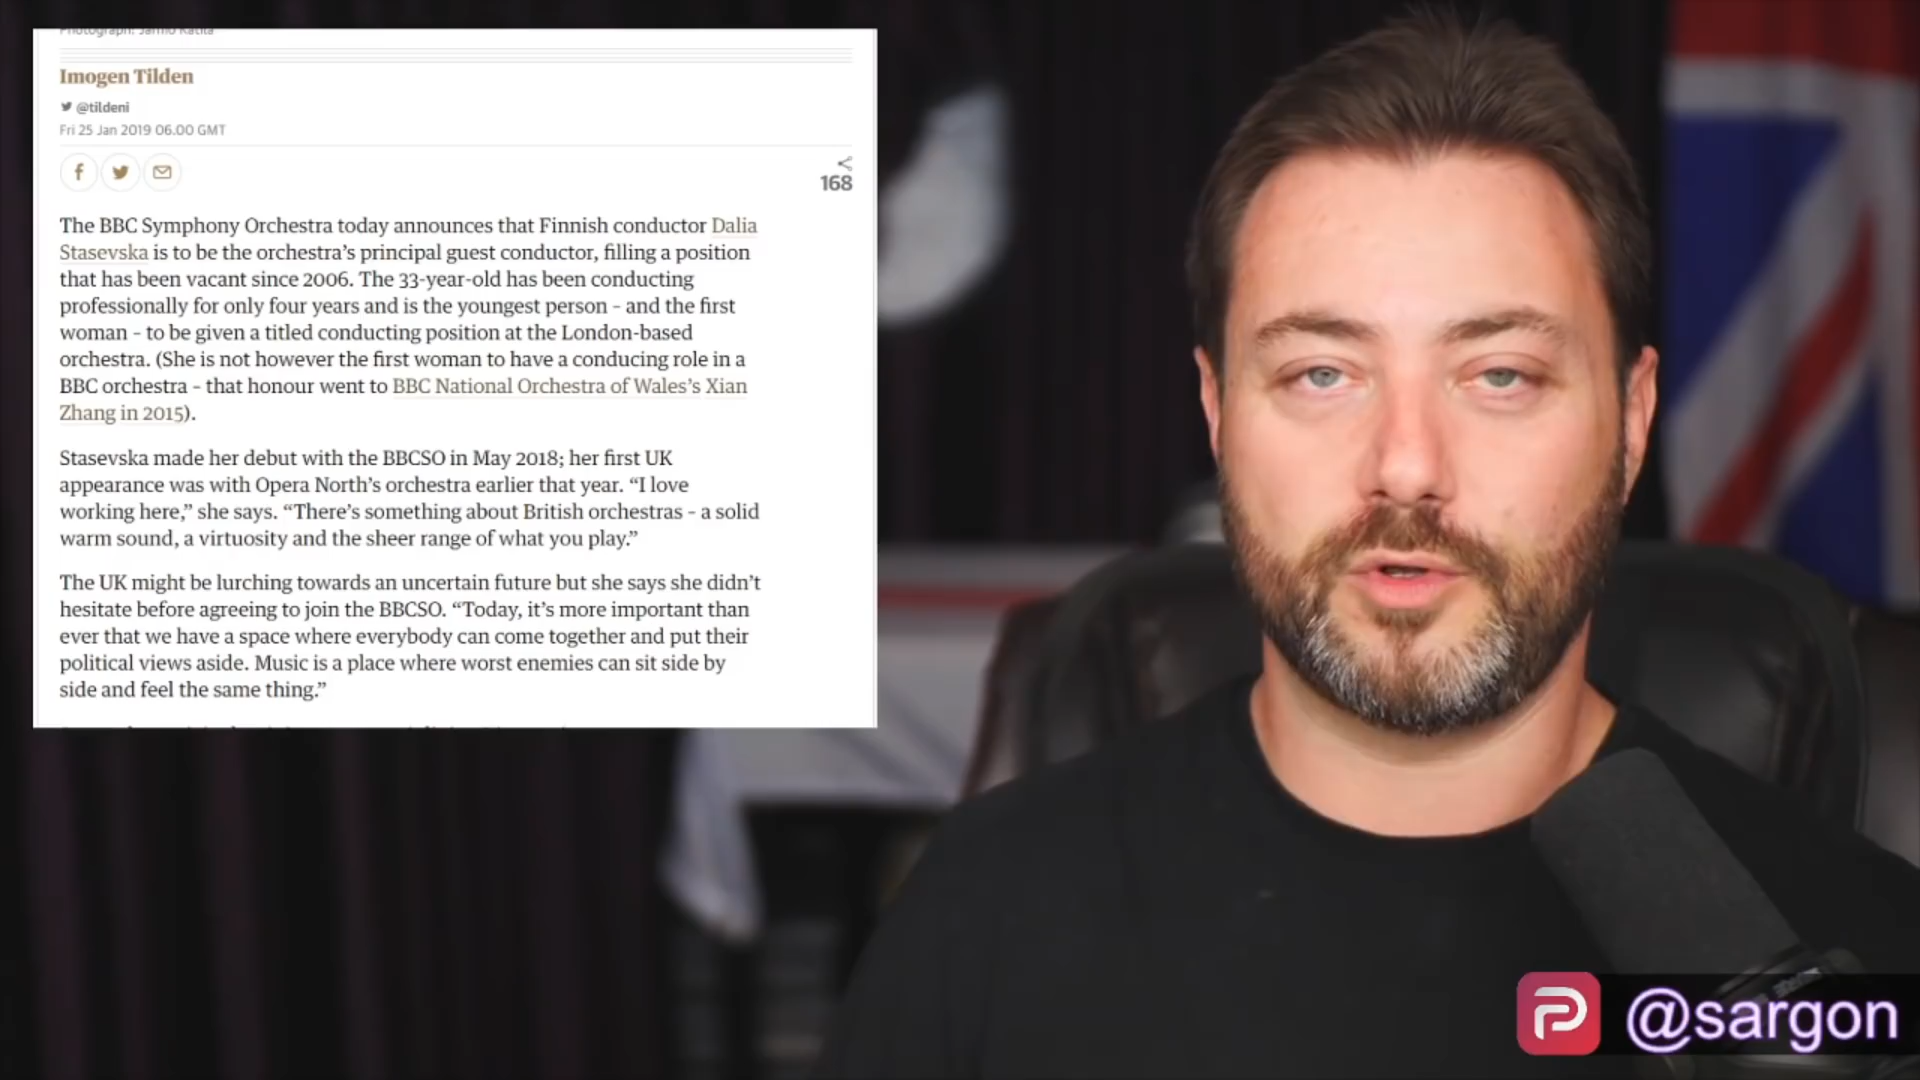 Photograph: Jarmo Katila
Imogen Tilden
@tildeni
Fri 25 Jan 2019 06.00 GMT
168
The BBC Symphony Orchestra today announces that Finnish conductor Dalia
Stasevska is to be the orchestra's principal guest conductor, filling a position
that has been vacant since 2006. The 33-year-old has been conducting
professionally for only four years and is the youngest person – and the first
woman – to be given a titled conducting position at the London-based
orchestra. (She is not however the first woman to have a conducing role in a
BBC orchestra – that honour went to BBC National Orchestra of Wales's Xian
Zhang in 2015).
Stasevska made her debut with the BBCSO in May 2018; her first UK
appearance was with Opera North's orchestra earlier that year. “I love
working here,” she says. “There's something about British orchestras – a solid
warm sound, a virtuosity and the sheer range of what you play.”
The UK might be lurching towards an uncertain future but she says she didn't
hesitate before agreeing to join the BBCSO. “Today, it's more important than
ever that we have a space where everybody can come together and put their
political views aside. Music is a place where worst enemies can sit side by
side and feel the same thing.”
@sargon